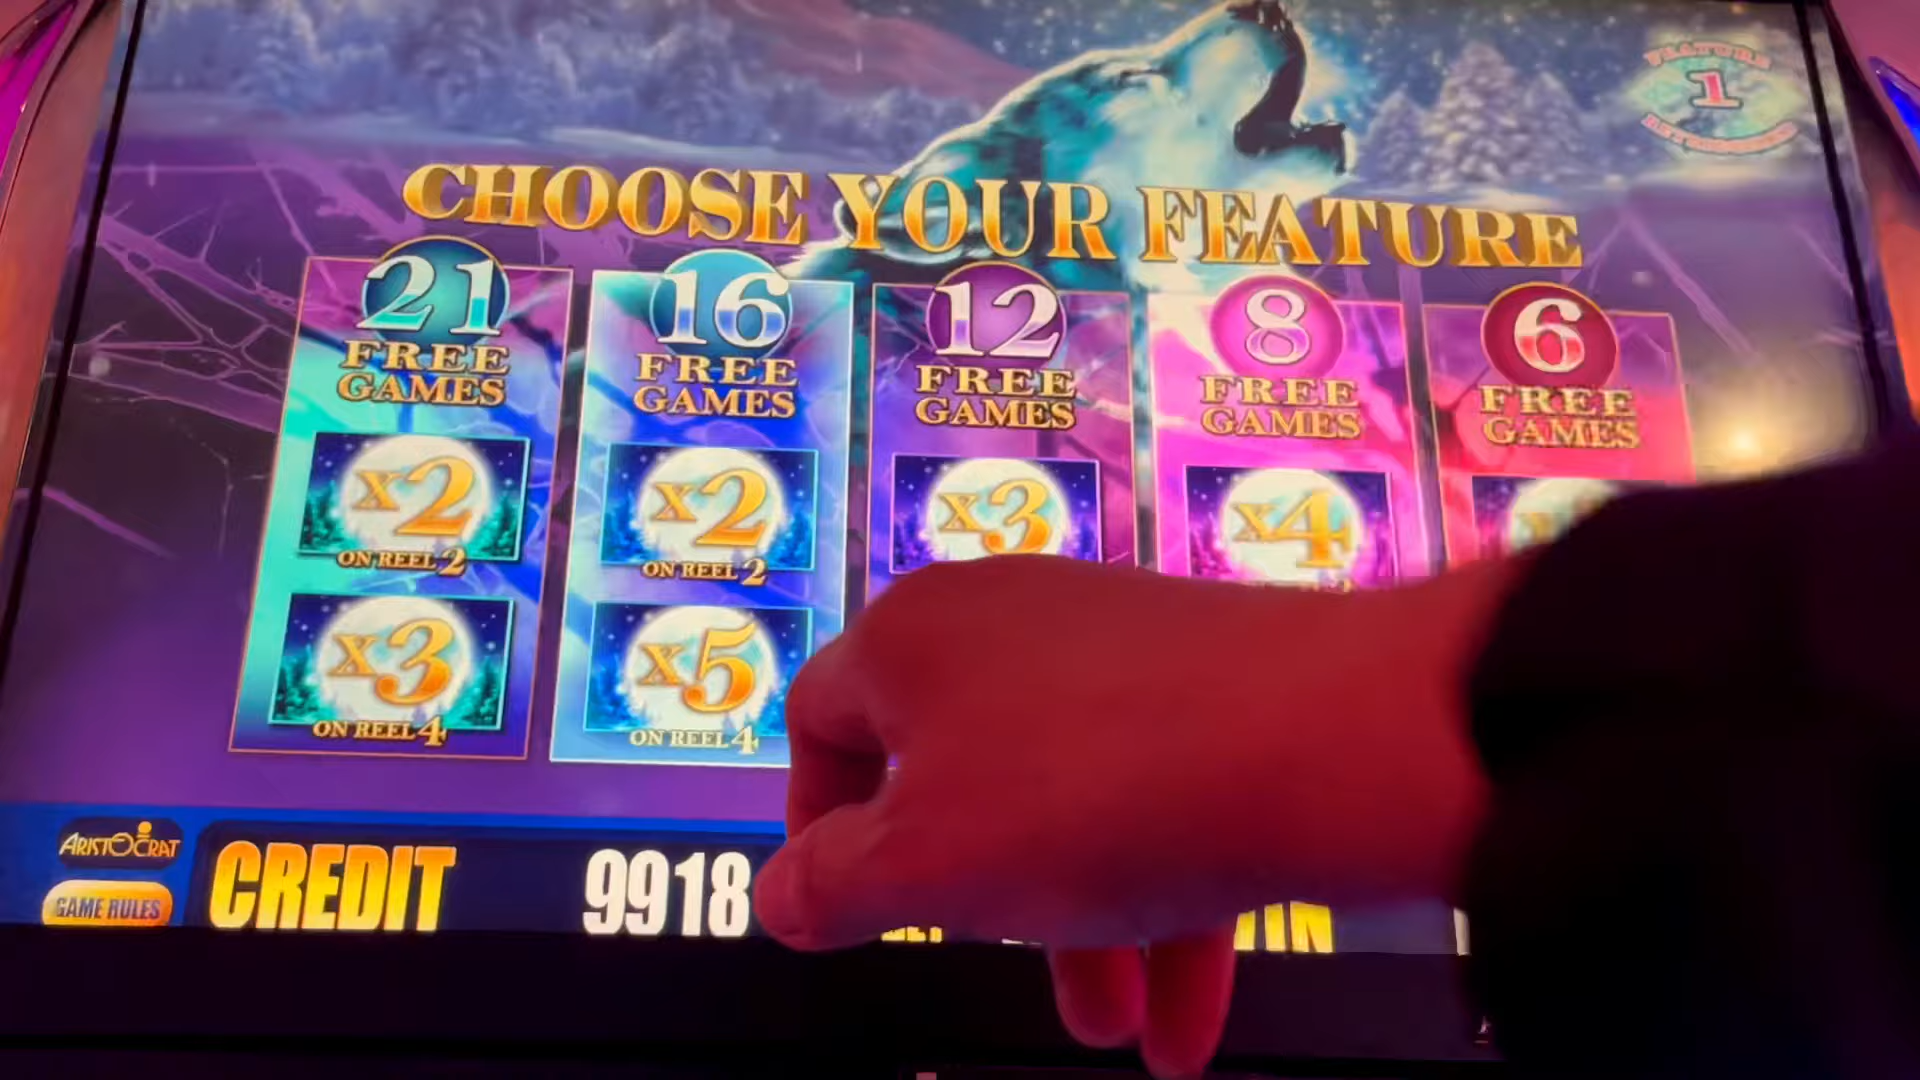 FEATURE
1
RETRIGGERED
CHOOSE YOUR FEATURE
21
FREE
GAMES
x2
ON REEL 2
x3
ON REEL 4
16
FREE
GAMES
x2
ON REEL 2
x5
ON REEL 4
12
FREE
GAMES
x3
8
FREE
GAMES
x4
6
FREE
GAMES
ARISTOCRAT
GAME RULES
CREDIT 9918